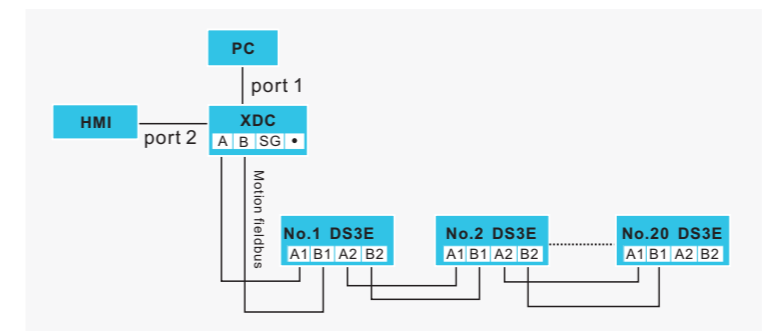 PC
port 1
HMI
port 2
XDC
A B SG •
Motion fieldbus
No.1 DS3E
A1 B1 A2 B2
No.2 DS3E
A1 B1 A2 B2
No.20 DS3E
A1 B1 A2 B2